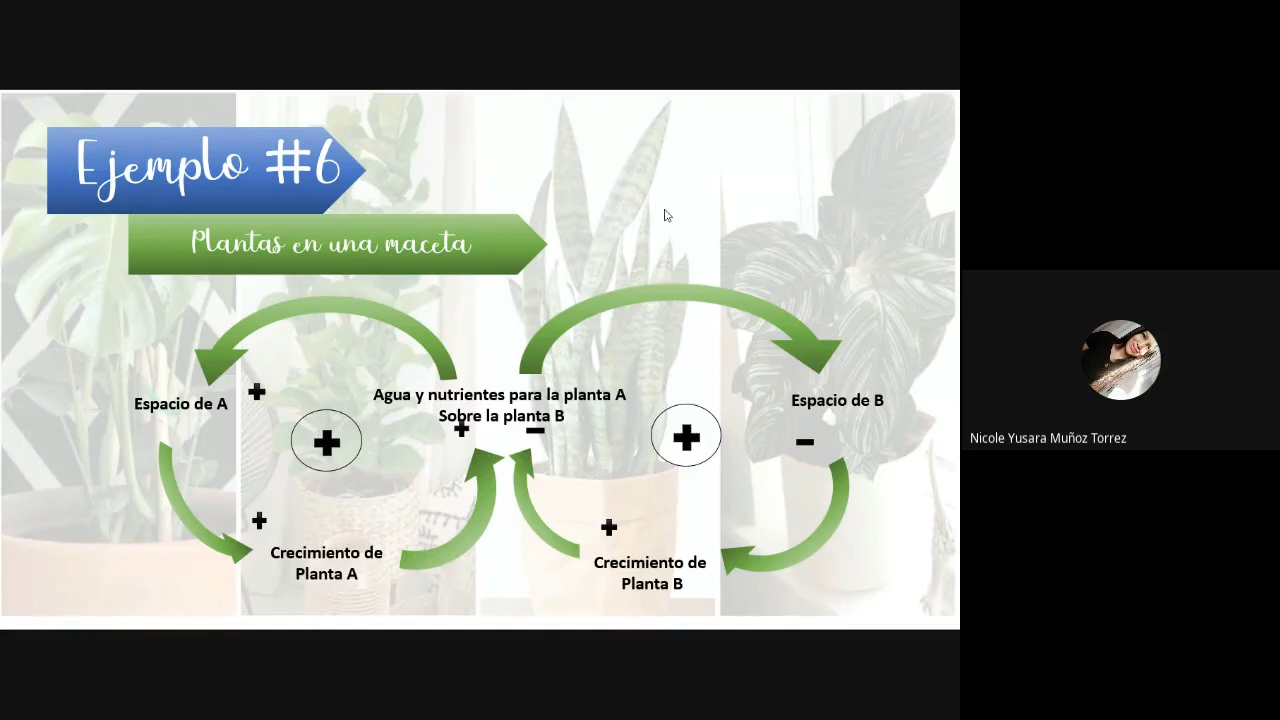 Ejemplo #6
Plantas en una maceta
Espacio de A
+
Agua y nutrientes para la planta A
Sobre la planta B
+ -
Espacio de B
-
+
+
+
Crecimiento de
Planta A
+
Crecimiento de
Planta B
Nicole Yusara Muñoz Torrez